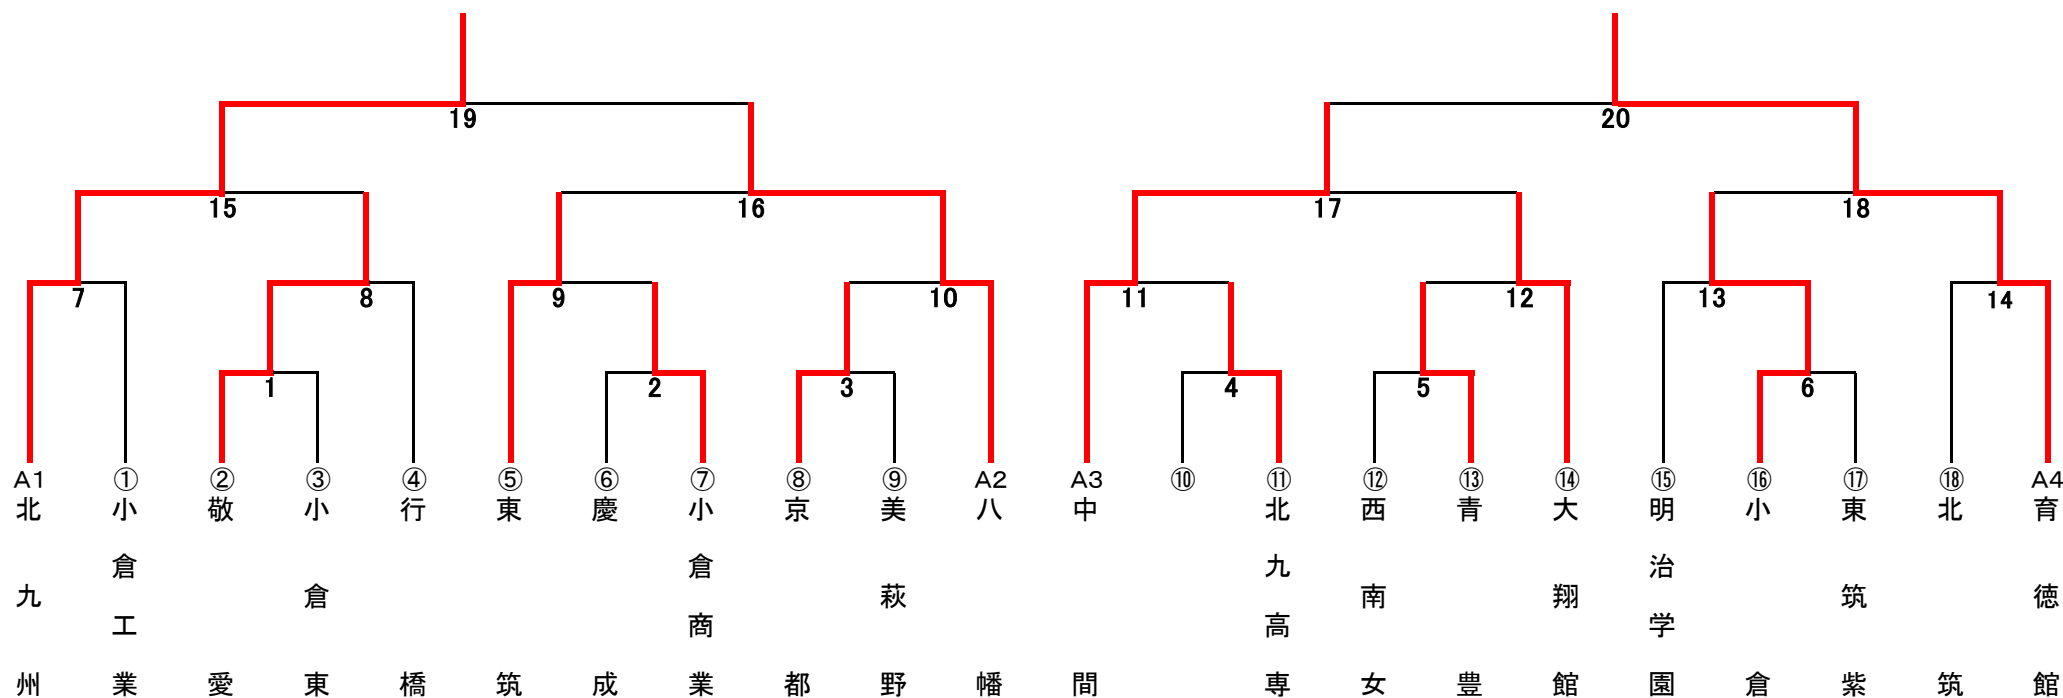 19
20
15
16
17
18
7
8
9
10
11
12
13
14
1
2
3
4
5
6
A1 北九州
① 小倉工業
② 敬愛
③ 小倉東
④ 行橋
⑤ 東筑
⑥ 慶成
⑦ 小倉商業
⑧ 京都
⑨ 美萩野
A2 八幡
A3 中間
⑩
⑪ 北九高専
⑫ 西南女
⑬ 青豊
⑭ 大翔館
⑮ 明治学園
⑯ 小倉
⑰ 東筑紫
⑱ 北筑
A4 育徳館